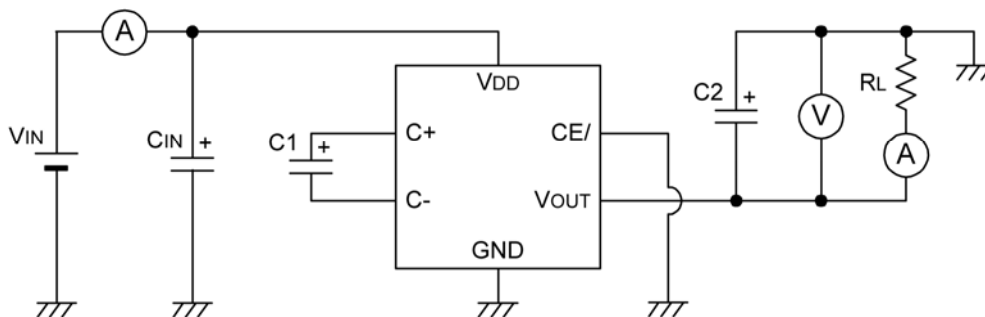 A
VDD
VIN
CIN
+
C1
+
C+
C-
GND
CE/
VOUT
C2
+
V
RL
A